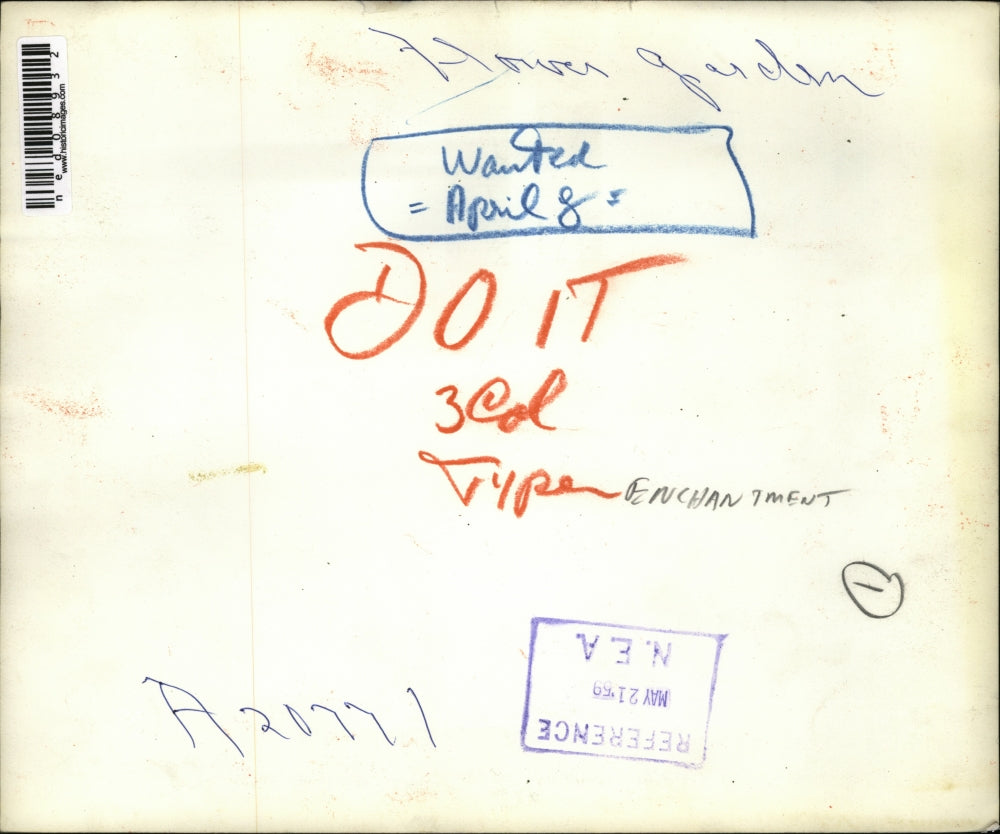 Flower garden
ned08932
www.historicimages.com
Wanted
= April 8 =
DO IT
3 Col
Type ENCHANTMENT
1
REFERENCE
MAY 21 '59
N.E.A.
A20771